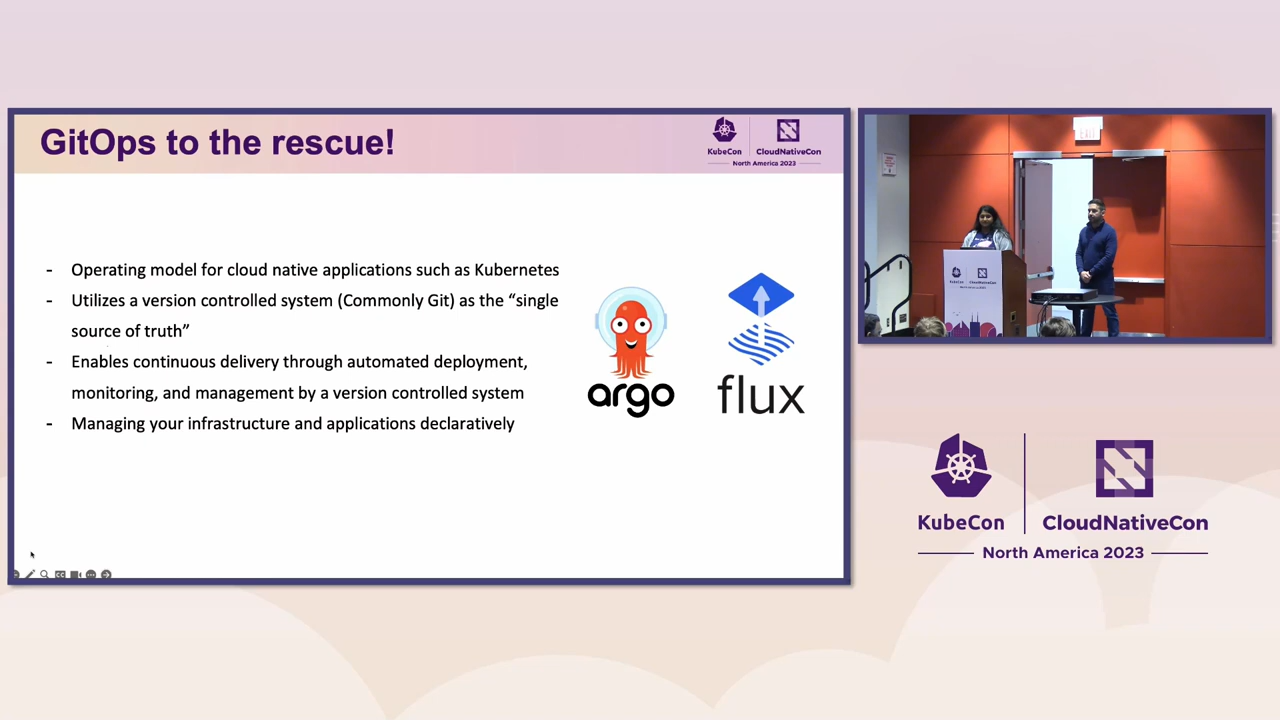 GitOps to the rescue!
KubeCon
CloudNativeCon
North America 2023
- Operating model for cloud native applications such as Kubernetes
- Utilizes a version controlled system (Commonly Git) as the “single
source of truth”
- Enables continuous delivery through automated deployment,
monitoring, and management by a version controlled system
- Managing your infrastructure and applications declaratively
argo
flux
EXIT
KubeCon
CloudNativeCon
North America 2023